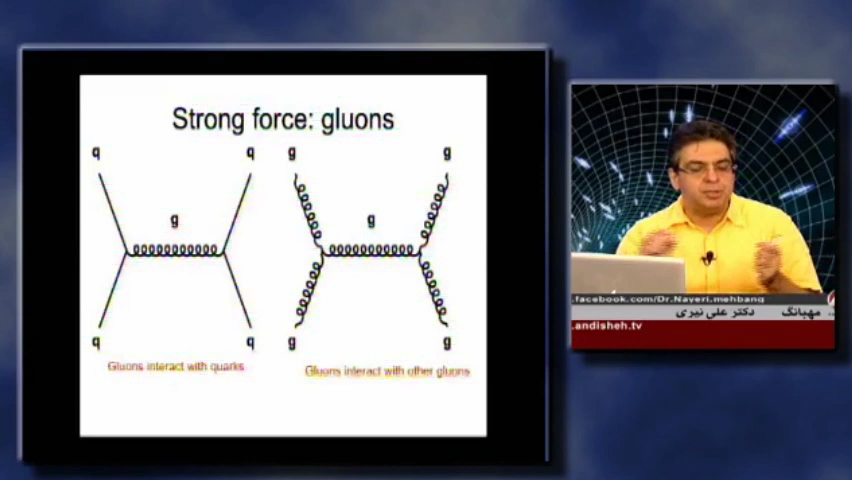 Strong force: gluons
q q g g
g g
q q g g
Gluons interact with quarks
Gluons interact with other gluons
.facebook.com/Dr.Nayeri.mehbang
مهبانگ دکتر علی نیری
.andisheh.tv